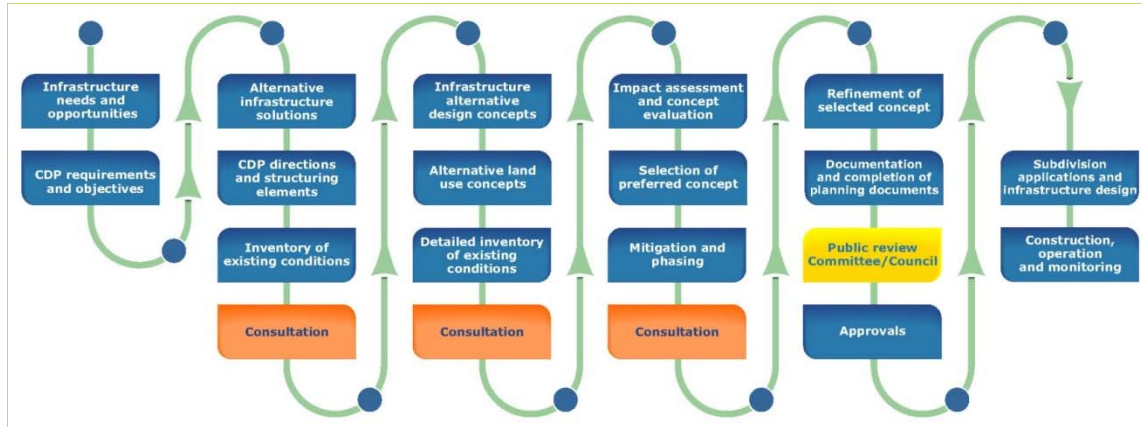 Infrastructure
needs and
opportunities
CDP requirements
and objectives
Alternative
infrastructure
solutions
CDP directions
and structuring
elements
Inventory of
existing conditions
Consultation
Infrastructure
alternative
design concepts
Alternative land
use concepts
Detailed inventory
of existing
conditions
Consultation
Impact assessment
and concept
evaluation
Selection of
preferred concept
Mitigation and
phasing
Consultation
Refinement of
selected concept
Documentation
and completion of
planning documents
Public review
Committee/Council
Approvals
Subdivision
applications and
infrastructure design
Construction,
operation
and monitoring